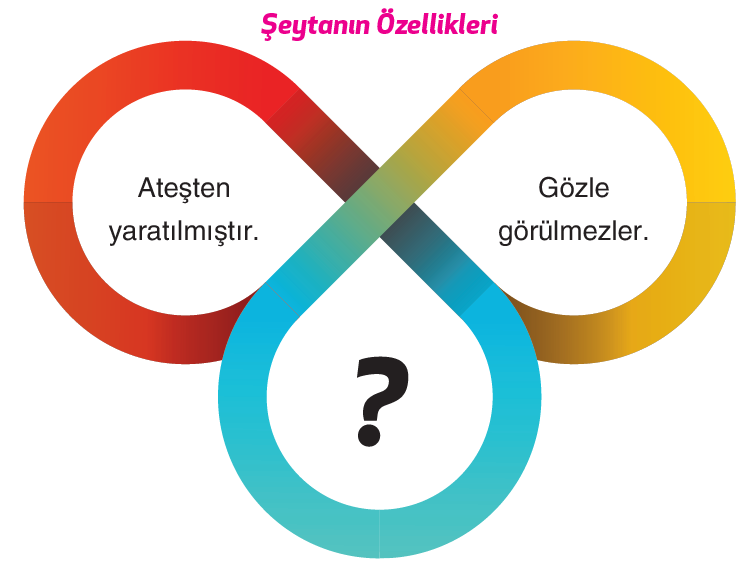 Şeytanın Özellikleri
Ateşten
yaratılmıştır.
Gözle
görülmezler.
?